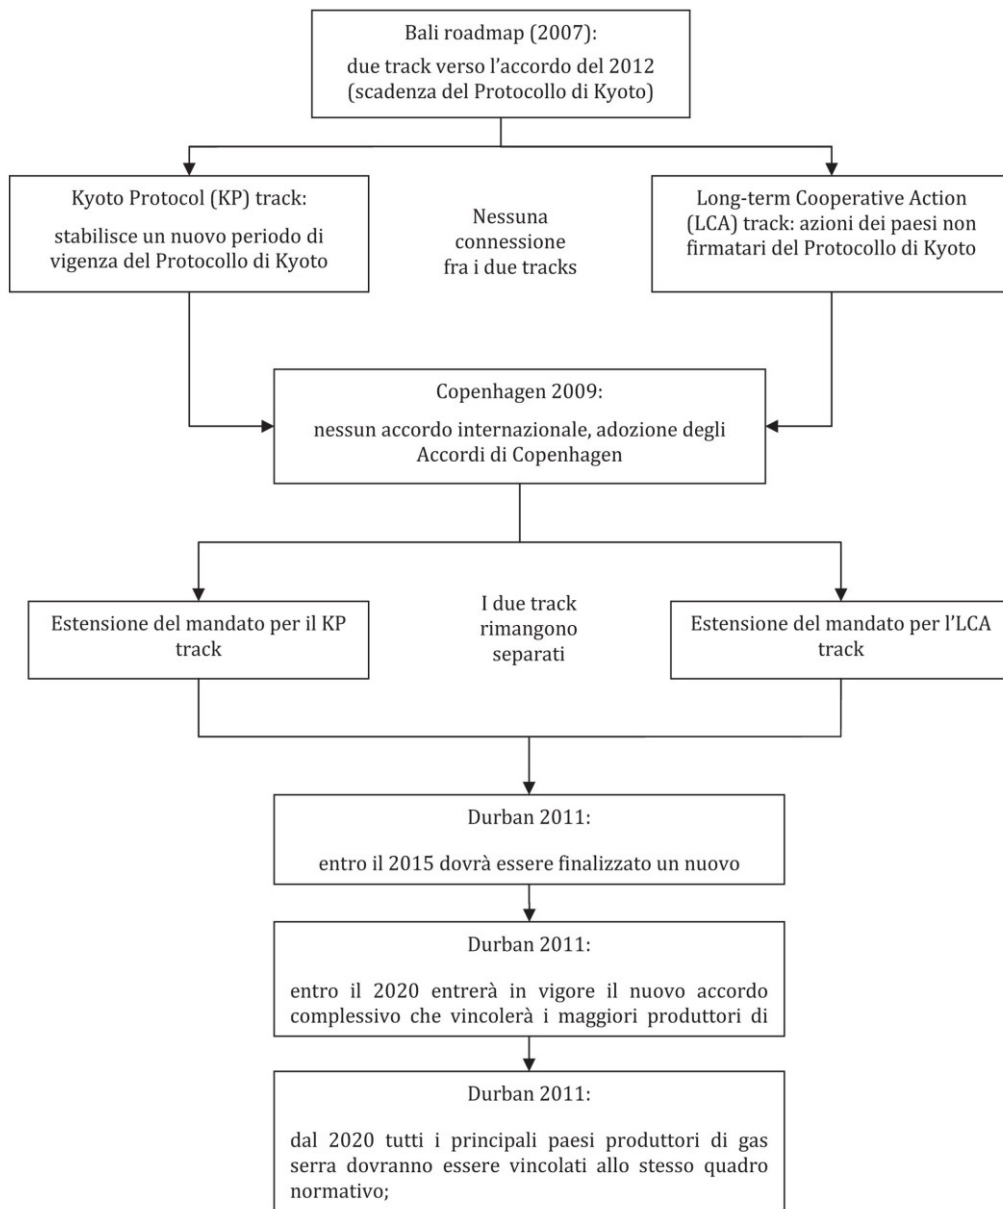 Bali roadmap (2007):
due track verso l’accordo del 2012
(scadenza del Protocollo di Kyoto)
Kyoto Protocol (KP) track:
stabilisce un nuovo periodo di
vigenza del Protocollo di Kyoto
Nessuna
connessione
fra i due tracks
Long-term Cooperative Action
(LCA) track: azioni dei paesi non
firmatari del Protocollo di Kyoto
Copenhagen 2009:
nessun accordo internazionale, adozione degli
Accordi di Copenhagen
Estensione del mandato per il KP
track
I due track
rimangono
separati
Estensione del mandato per l’LCA
track
Durban 2011:
entro il 2015 dovrà essere finalizzato un nuovo
Durban 2011:
entro il 2020 entrerà in vigore il nuovo accordo
complessivo che vincolerà i maggiori produttori di
Durban 2011:
dal 2020 tutti i principali paesi produttori di gas
serra dovranno essere vincolati allo stesso quadro
normativo;